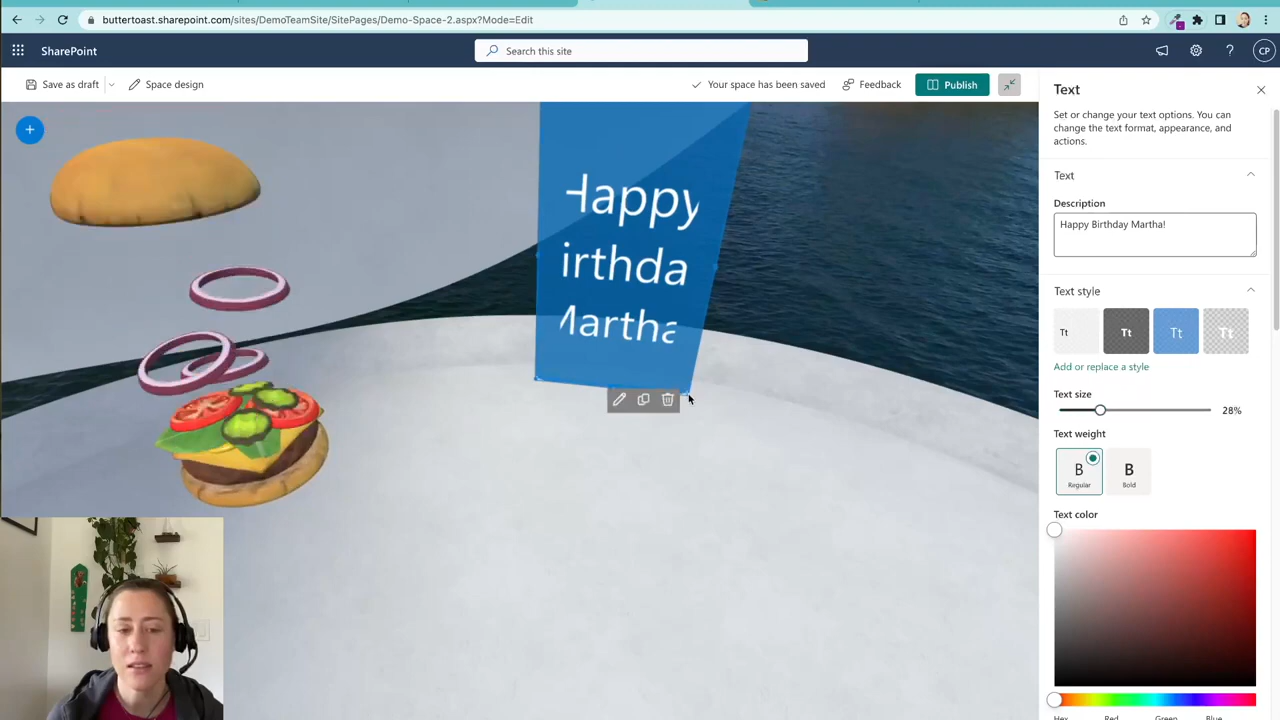 buttertoast.sharepoint.com/sites/DemoTeamSite/SitePages/Demo-Space-2.aspx?Mode=Edit
SharePoint
Search this site
CP
Save as draft
Space design
Your space has been saved
Feedback
Publish
Text
Set or change your text options. You can
change the text format, appearance, and
actions.
Text
Description
Happy Birthday Martha!
Happy
irthda
Martha
Text style
Tt
Tt
Tt
Tt
Add or replace a style
Text size
28%
Text weight
B
Regular
B
Bold
Text color
Hex
Red
Green
Blue